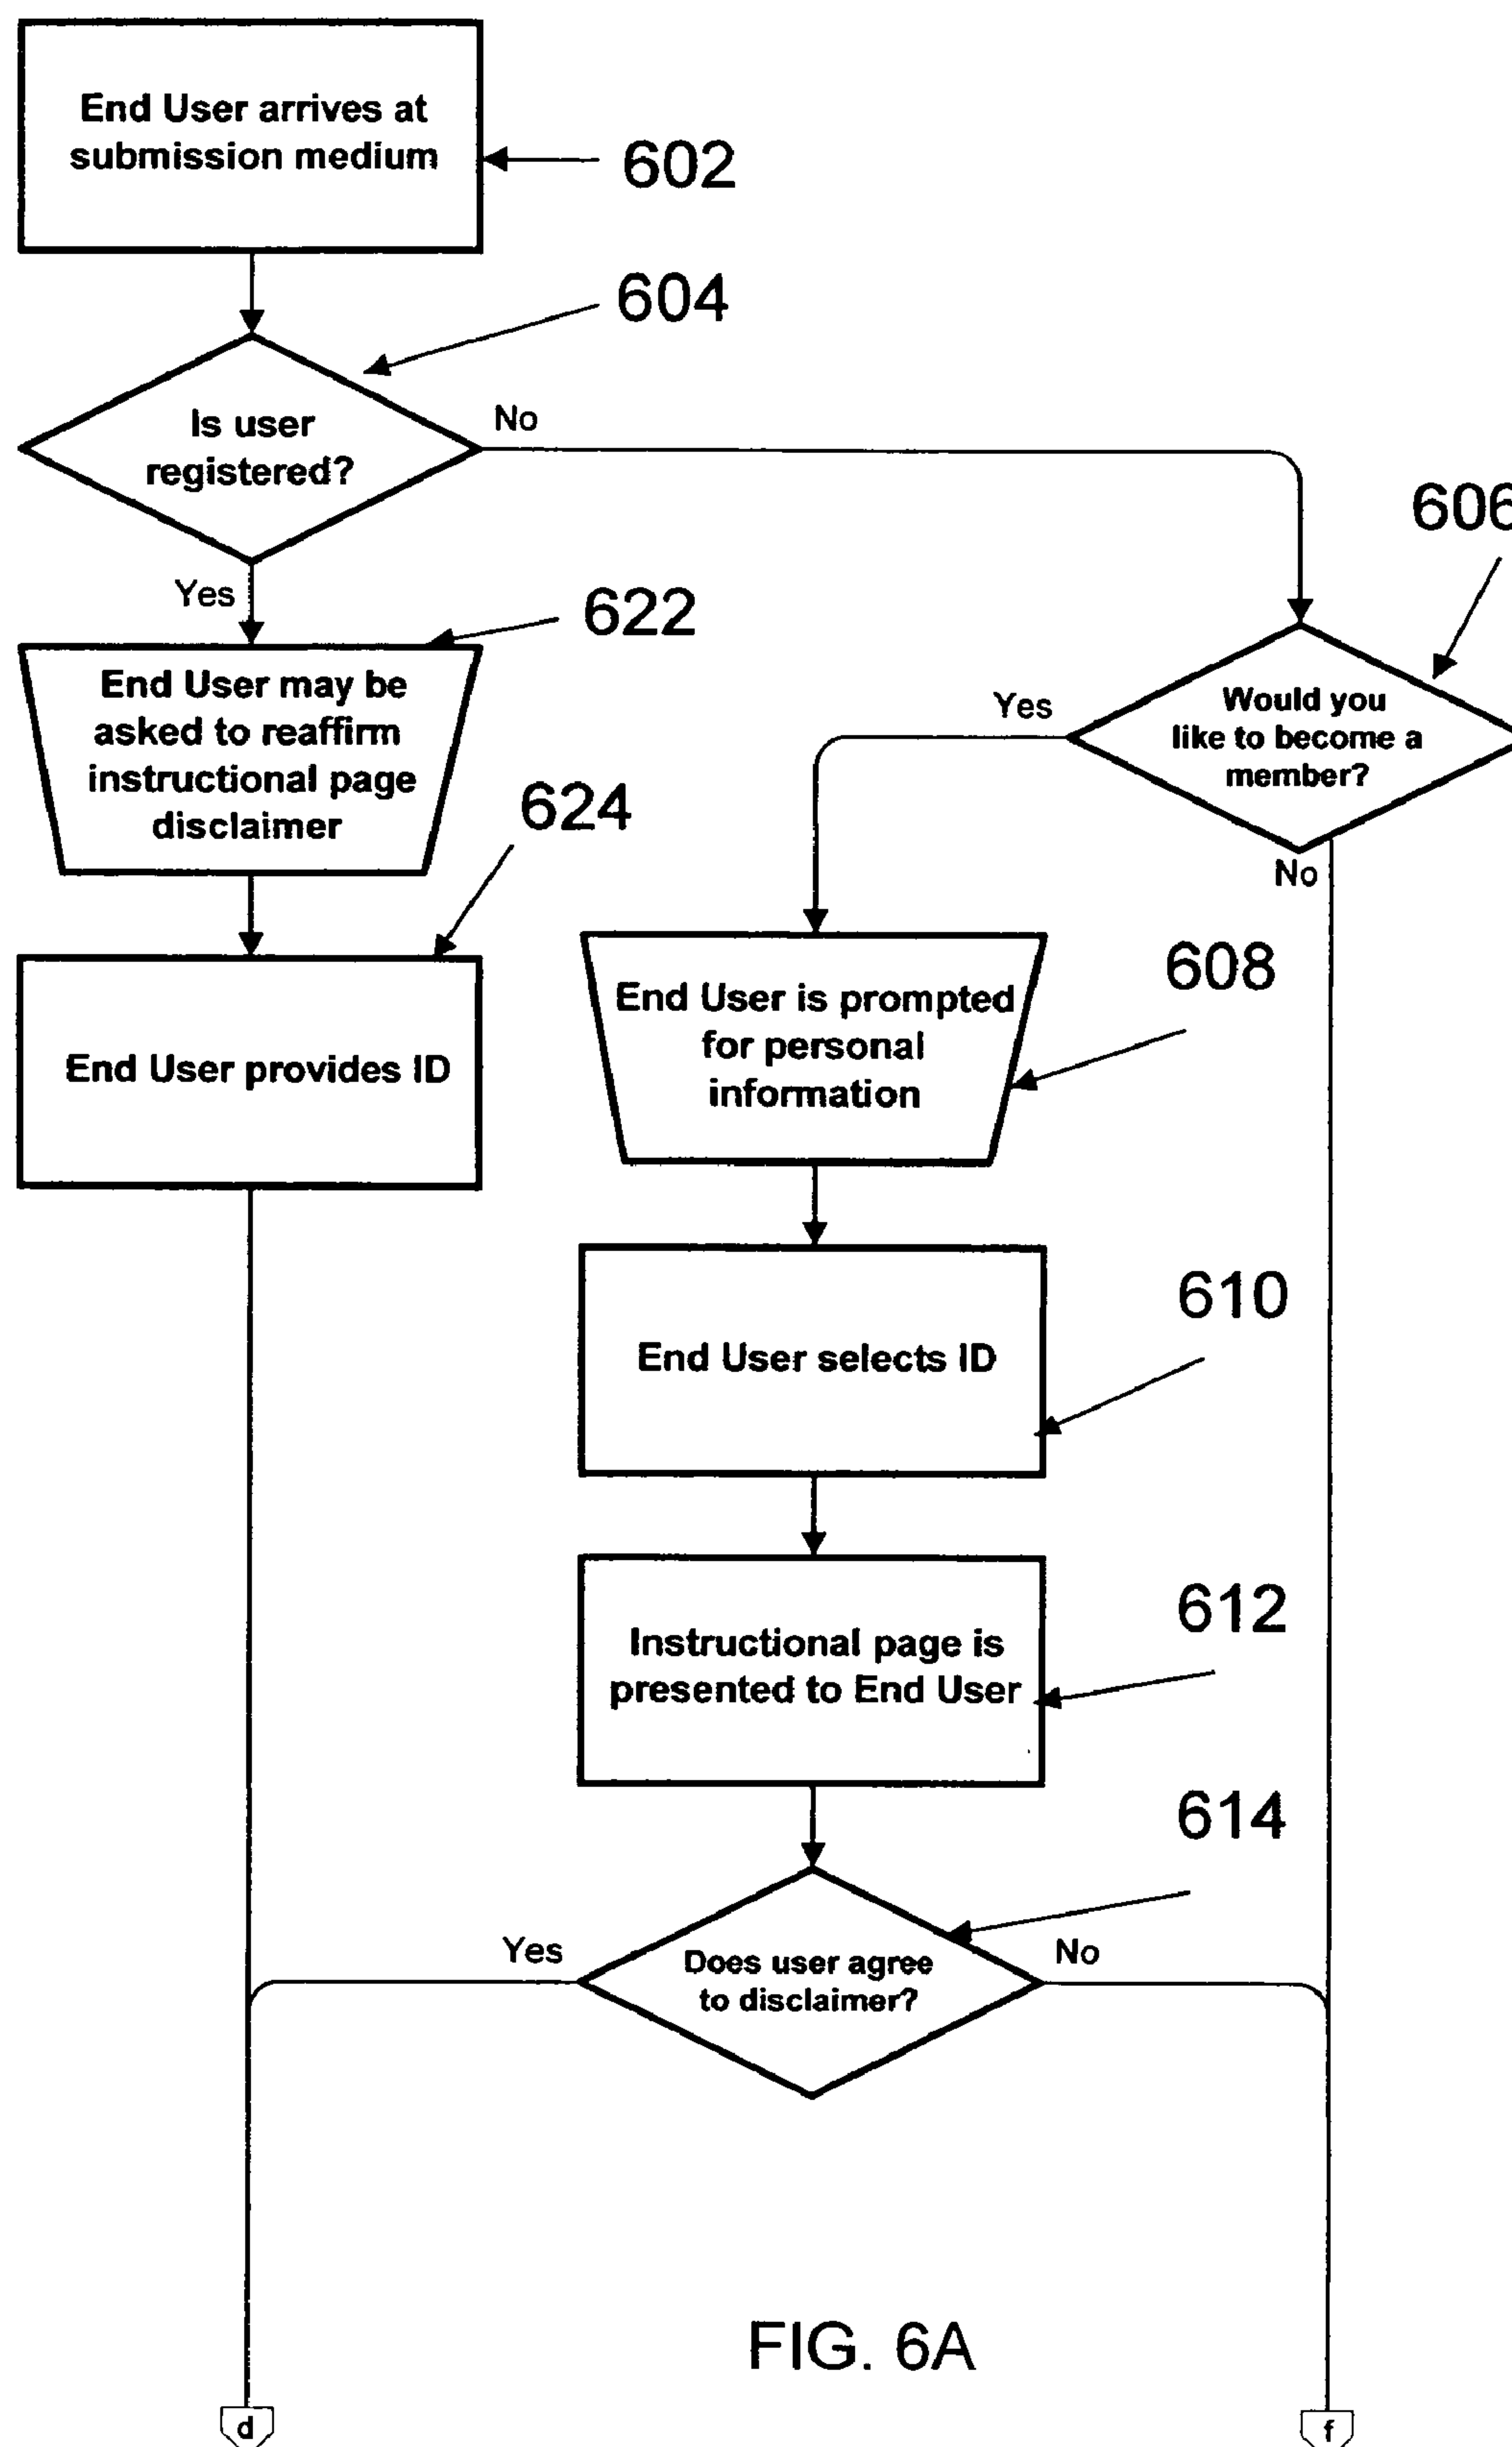 End User arrives at
submission medium
602
604
Is user
registered?
No
Yes
606
622
End User may be
asked to reaffirm
instructional page
disclaimer
Would you
like to become a
member?
Yes
No
624
End User provides ID
608
End User is prompted
for personal
information
610
End User selects ID
612
Instructional page is
presented to End User
614
Does user agree
to disclaimer?
Yes
No
FIG. 6A
d
f